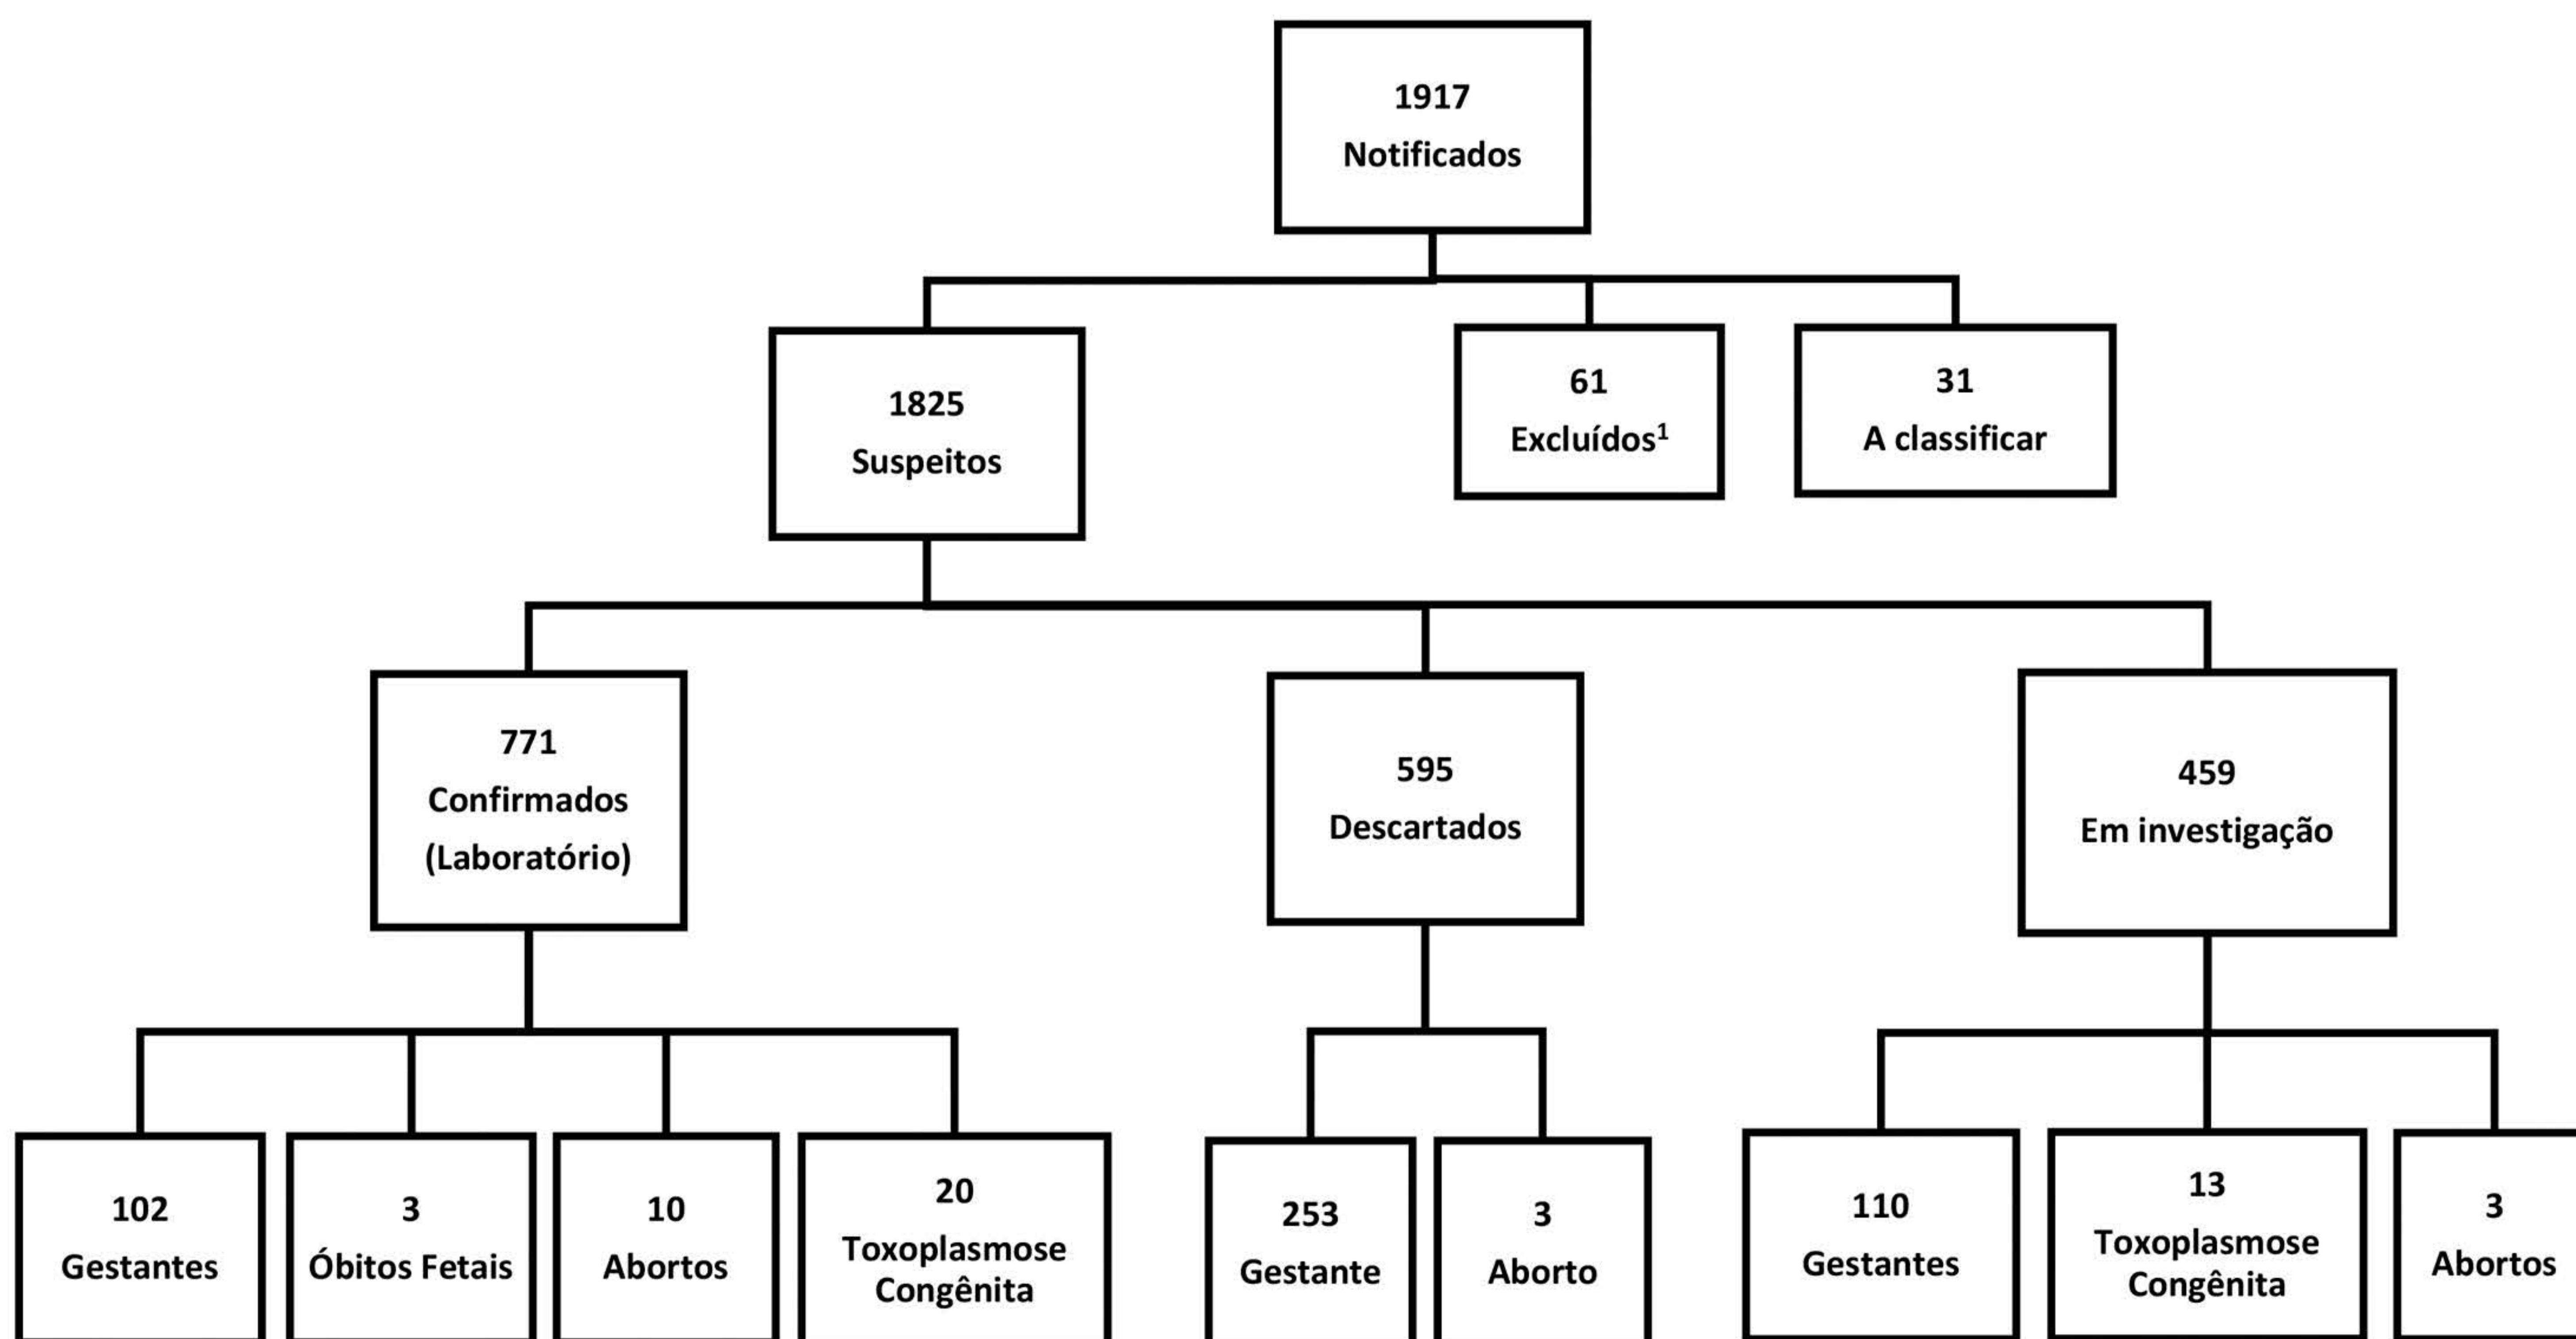 1917
Notificados
1825
Suspeitos
61
Excluídos¹
31
A classificar
771
Confirmados
(Laboratório)
595
Descartados
459
Em investigação
102
Gestantes
3
Óbitos Fetais
10
Abortos
20
Toxoplasmose
Congênita
253
Gestante
3
Aborto
110
Gestantes
13
Toxoplasmose
Congênita
3
Abortos